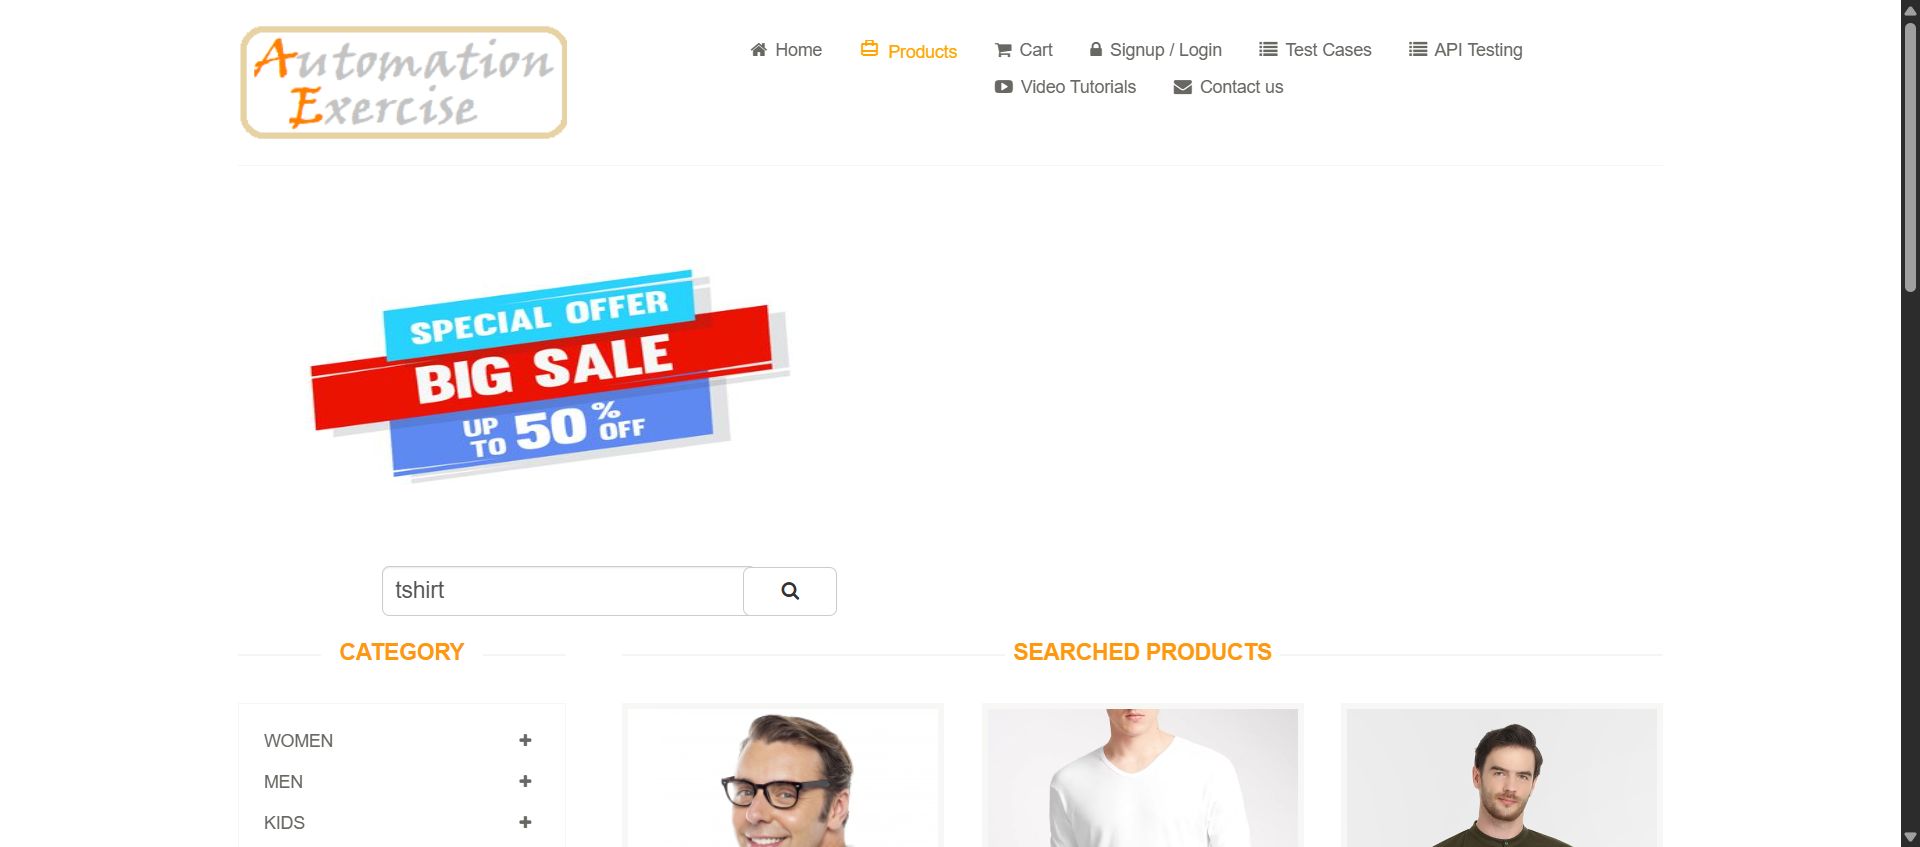 Automation
Exercise
Home
Products
Cart
Signup / Login
Test Cases
API Testing
Video Tutorials
Contact us
SPECIAL OFFER
BIG SALE
UP TO 50% OFF
tshirt
CATEGORY
SEARCHED PRODUCTS
WOMEN
MEN
KIDS